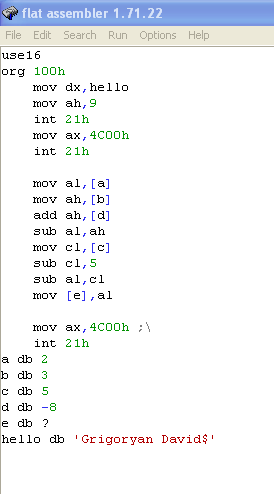 flat assembler 1.71.22
File Edit Search Run Options Help
use16
org 100h
mov dx,hello
mov ah,9
int 21h
mov ax,4C00h
int 21h
mov al,[a]
mov ah,[b]
add ah,[d]
sub al,ah
mov cl,[c]
sub cl,5
sub al,cl
mov [e],al
mov ax,4C00h ;\
int 21h
a db 2
b db 3
c db 5
d db -8
e db ?
hello db 'Grigoryan David$'